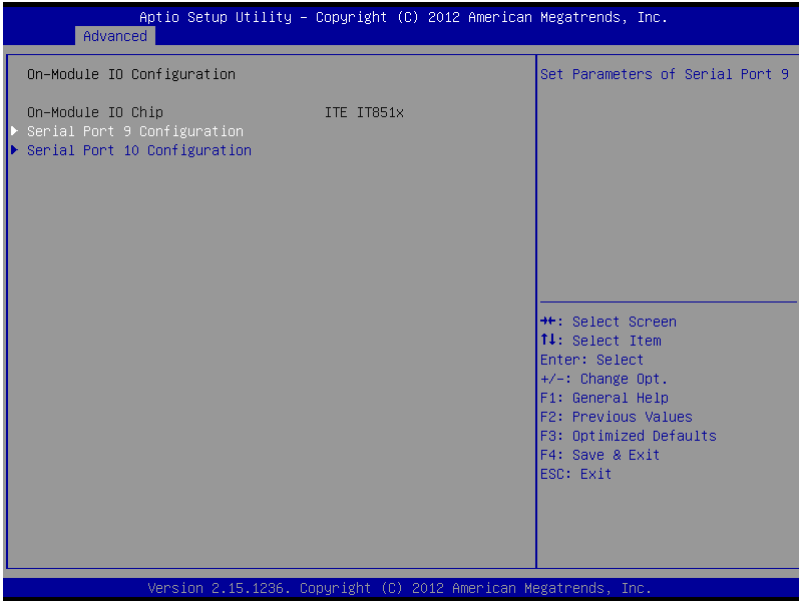 Aptio Setup Utility – Copyright (C) 2012 American Megatrends, Inc.
Advanced
On-Module IO Configuration
On-Module IO Chip ITE IT851x
Serial Port 9 Configuration
Serial Port 10 Configuration
Set Parameters of Serial Port 9
→←: Select Screen
↑↓: Select Item
Enter: Select
+/-: Change Opt.
F1: General Help
F2: Previous Values
F3: Optimized Defaults
F4: Save & Exit
ESC: Exit
Version 2.15.1236. Copyright (C) 2012 American Megatrends, Inc.